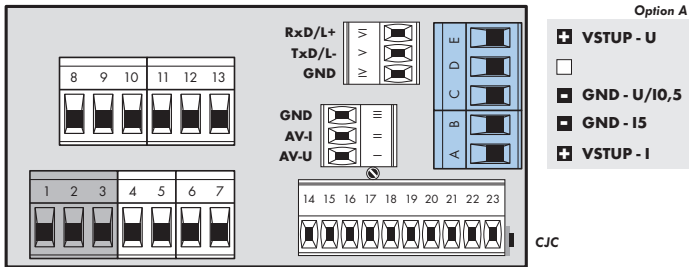 Option A
RxD/L+ VI
TxD/L- V
GND IV
E
D
C
B
A
VSTUP - U
GND - U/I0,5
GND - I5
VSTUP - I
8 9 10 11 12 13
GND III
AV-I II
AV-U I
1 2 3 4 5 6 7
14 15 16 17 18 19 20 21 22 23
CJC